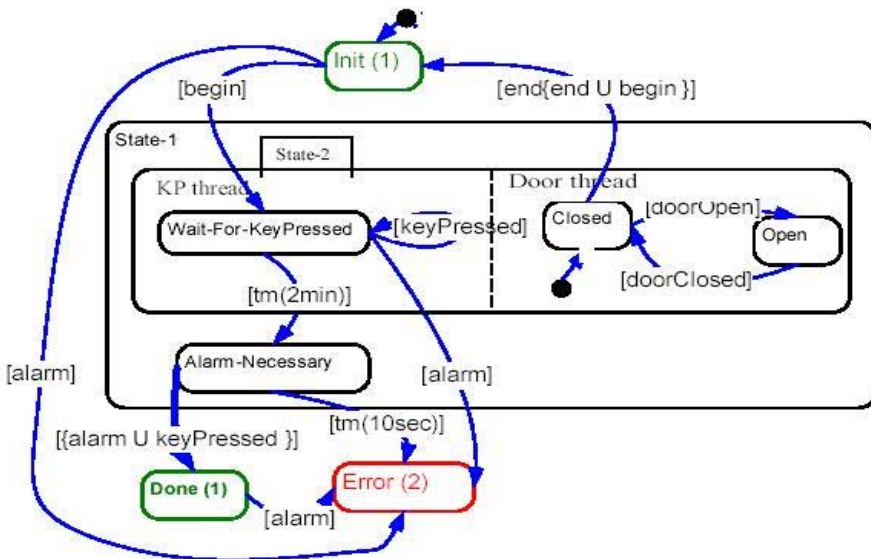 Init (1)
[begin]
[end{end U begin }]
State-1
State-2
KP thread
Door thread
Wait-For-KeyPressed
[keyPressed]
Closed
[doorOpen]
Open
[doorClosed]
[tm(2min)]
Alarm-Necessary
[alarm]
[alarm]
[tm(10sec)]
[{alarm U keyPressed }]
Done (1)
Error (2)
[alarm]